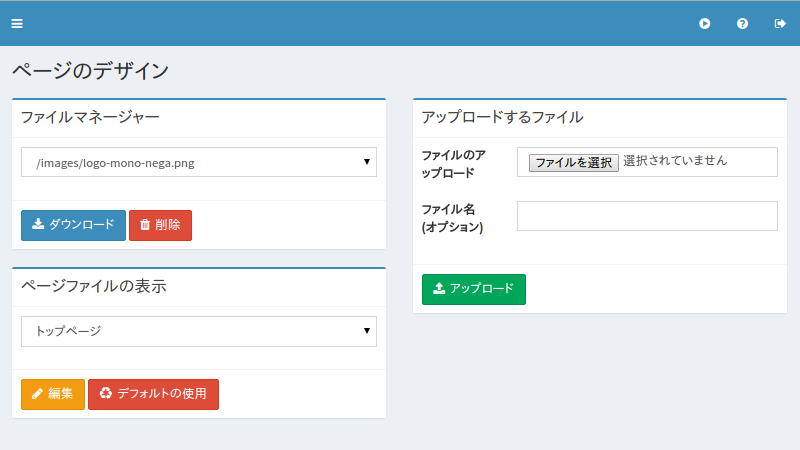 ページのデザイン
ファイルマネージャー
/images/logo-mono-nega.png
ダウンロード 削除
ページファイルの表示
トップページ
編集 デフォルトの使用
アップロードするファイル
ファイルのア
ップロード
ファイルを選択 選択されていません
ファイル名
(オプション)
アップロード